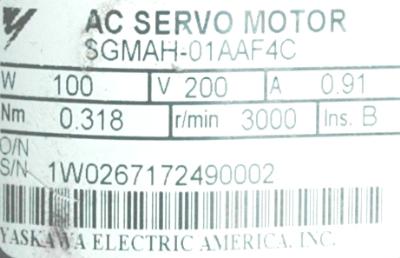 AC SERVO MOTOR
SGMAH-01AAF4C
W 100 V 200 A 0.91
Nm 0.318 r/min 3000 Ins. B
O/N
S/N 1W0267172490002
YASKAWA ELECTRIC AMERICA, INC.